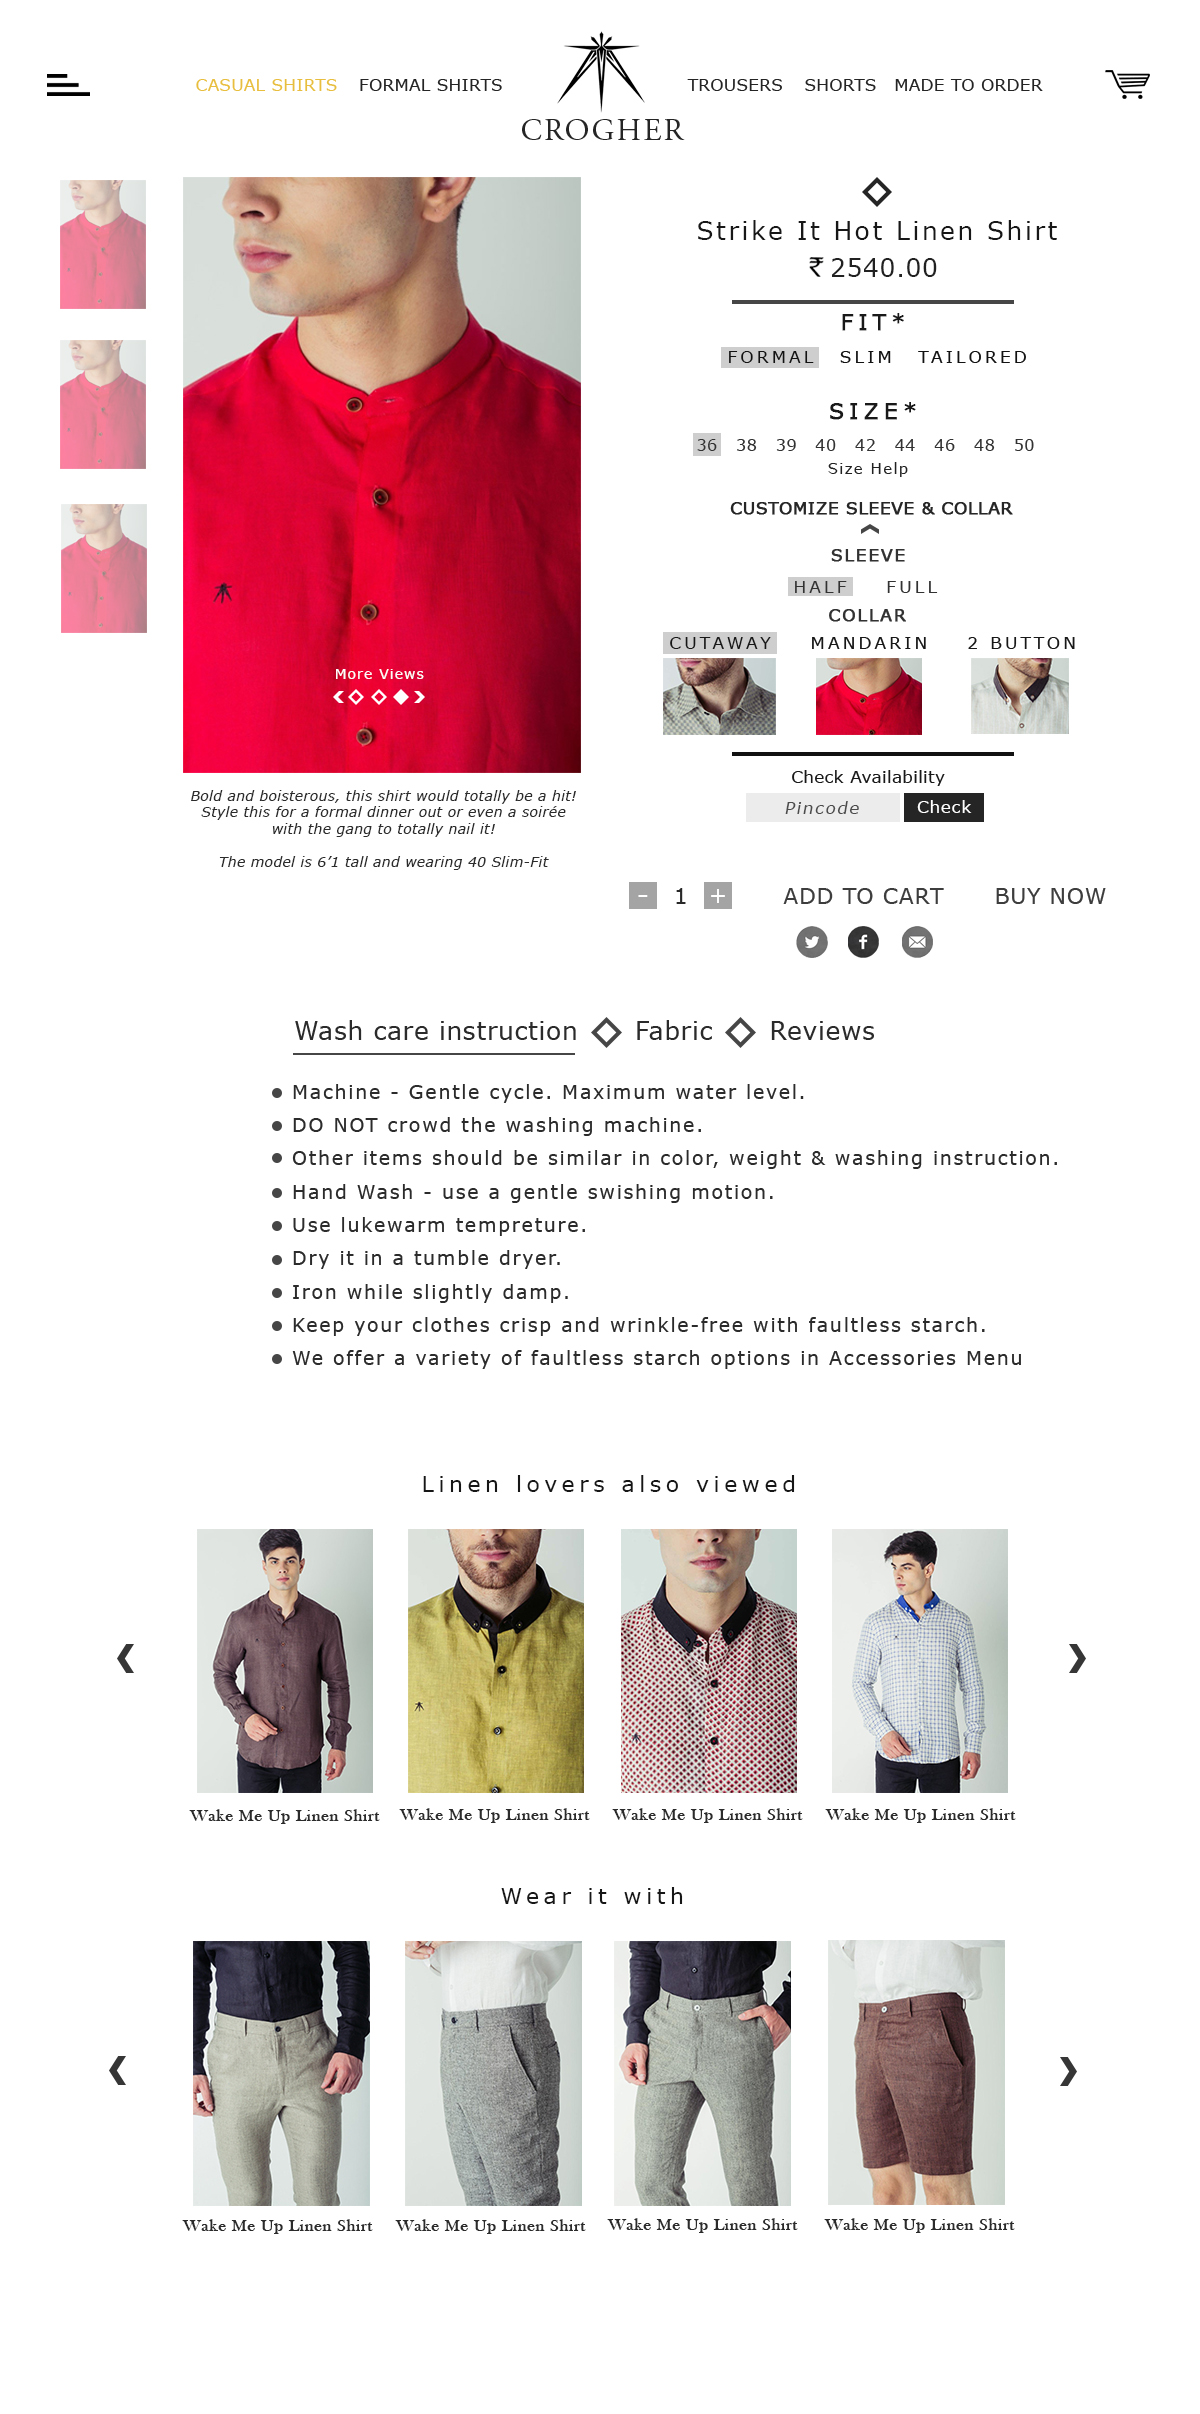 CASUAL SHIRTS FORMAL SHIRTS TROUSERS SHORTS MADE TO ORDER
CROGHER
Strike It Hot Linen Shirt
₹ 2540.00
FIT*
FORMAL SLIM TAILORED
SIZE*
36 38 39 40 42 44 46 48 50
Size Help
CUSTOMIZE SLEEVE & COLLAR
SLEEVE
HALF FULL
COLLAR
CUTAWAY MANDARIN 2 BUTTON
More Views
Check Availability
Pincode Check
Bold and boisterous, this shirt would totally be a hit!
Style this for a formal dinner out or even a soirée
with the gang to totally nail it!
The model is 6’1 tall and wearing 40 Slim-Fit
- 1 + ADD TO CART BUY NOW
Wash care instruction Fabric Reviews
Machine - Gentle cycle. Maximum water level.
DO NOT crowd the washing machine.
Other items should be similar in color, weight & washing instruction.
Hand Wash - use a gentle swishing motion.
Use lukewarm tempreture.
Dry it in a tumble dryer.
Iron while slightly damp.
Keep your clothes crisp and wrinkle-free with faultless starch.
We offer a variety of faultless starch options in Accessories Menu
Linen lovers also viewed
Wake Me Up Linen Shirt Wake Me Up Linen Shirt Wake Me Up Linen Shirt Wake Me Up Linen Shirt
Wear it with
Wake Me Up Linen Shirt Wake Me Up Linen Shirt Wake Me Up Linen Shirt Wake Me Up Linen Shirt